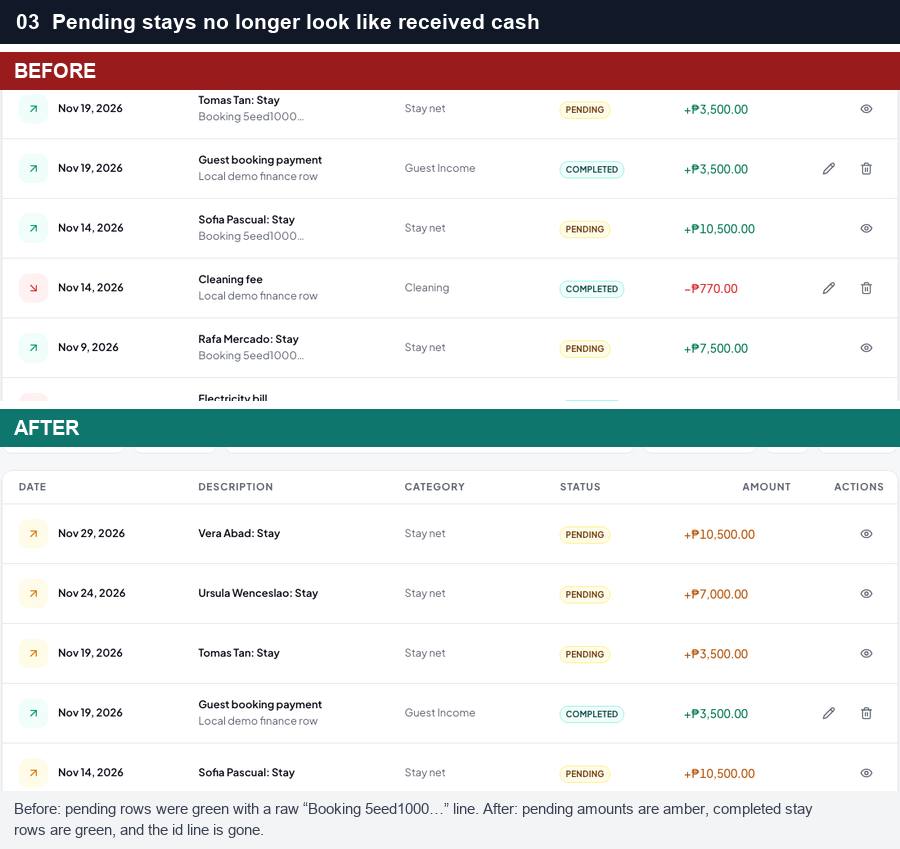 03 Pending stays no longer look like received cash
BEFORE
Nov 19, 2026 Tomas Tan: Stay Stay net PENDING +₱3,500.00
Booking 5eed1000...
Nov 19, 2026 Guest booking payment Guest Income COMPLETED +₱3,500.00
Local demo finance row
Nov 14, 2026 Sofia Pascual: Stay Stay net PENDING +₱10,500.00
Booking 5eed1000...
Nov 14, 2026 Cleaning fee Cleaning COMPLETED −₱770.00
Local demo finance row
Nov 9, 2026 Rafa Mercado: Stay Stay net PENDING +₱7,500.00
Booking 5eed1000...
Electricity bill
AFTER
DATE DESCRIPTION CATEGORY STATUS AMOUNT ACTIONS
Nov 29, 2026 Vera Abad: Stay Stay net PENDING +₱10,500.00
Nov 24, 2026 Ursula Wenceslao: Stay Stay net PENDING +₱7,000.00
Nov 19, 2026 Tomas Tan: Stay Stay net PENDING +₱3,500.00
Nov 19, 2026 Guest booking payment Guest Income COMPLETED +₱3,500.00
Local demo finance row
Nov 14, 2026 Sofia Pascual: Stay Stay net PENDING +₱10,500.00
Before: pending rows were green with a raw “Booking 5eed1000…” line. After: pending amounts are amber, completed stay
rows are green, and the id line is gone.